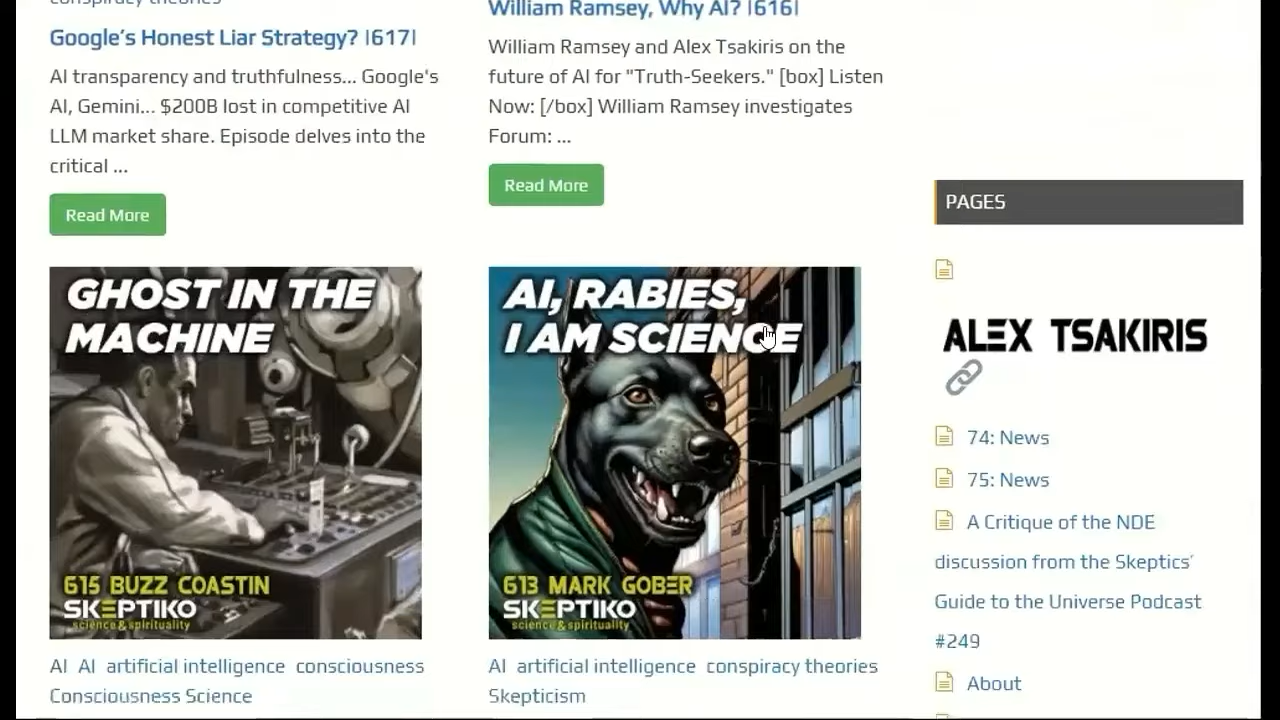 Google's Honest Liar Strategy? |617|
AI transparency and truthfulness... Google's
AI, Gemini... $200B lost in competitive AI
LLM market share. Episode delves into the
critical ...
Read More
William Ramsey, Why AI? |616|
William Ramsey and Alex Tsakiris on the
future of AI for "Truth-Seekers." [box] Listen
Now: [/box] William Ramsey investigates
Forum: ...
Read More
GHOST IN THE
MACHINE
615 BUZZ COASTIN
SKEPTIKO
science & spirituality
AI AI artificial intelligence consciousness
Consciousness Science
AI, RABIES,
I AM SCIENCE
613 MARK GOBER
SKEPTIKO
science & spirituality
AI artificial intelligence conspiracy theories
Skepticism
PAGES
ALEX TSAKIRIS
74: News
75: News
A Critique of the NDE
discussion from the Skeptics'
Guide to the Universe Podcast
#249
About